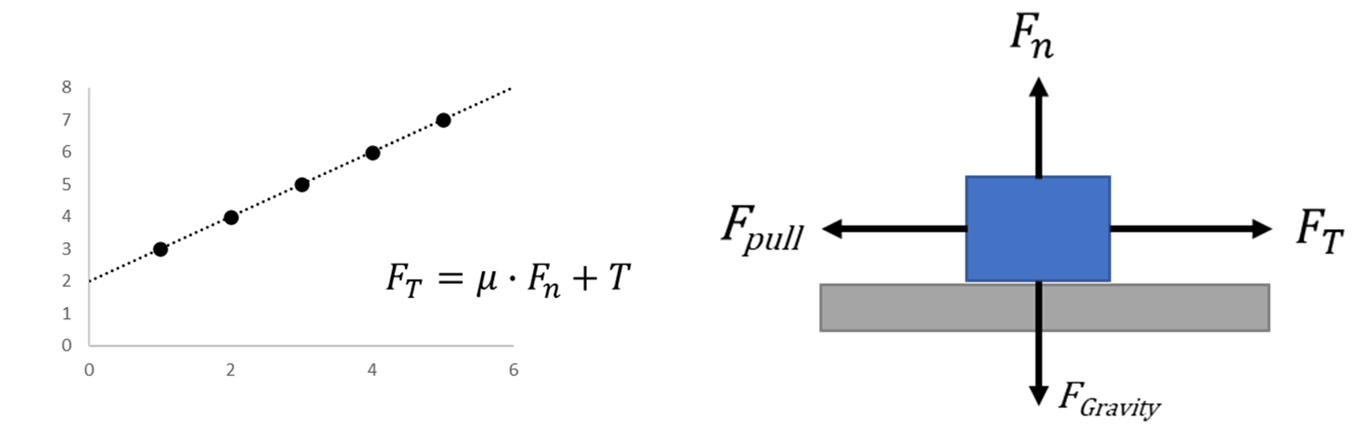 8
7
6
5
4
3
2
1
0
0 2 4 6
F_T = μ · F_n + T
F_n
F_pull
F_T
F_Gravity